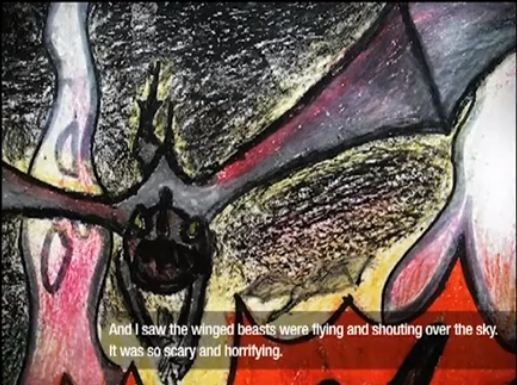 And I saw the winged beasts were flying and shouting over the sky.
It was so scary and horrifying.